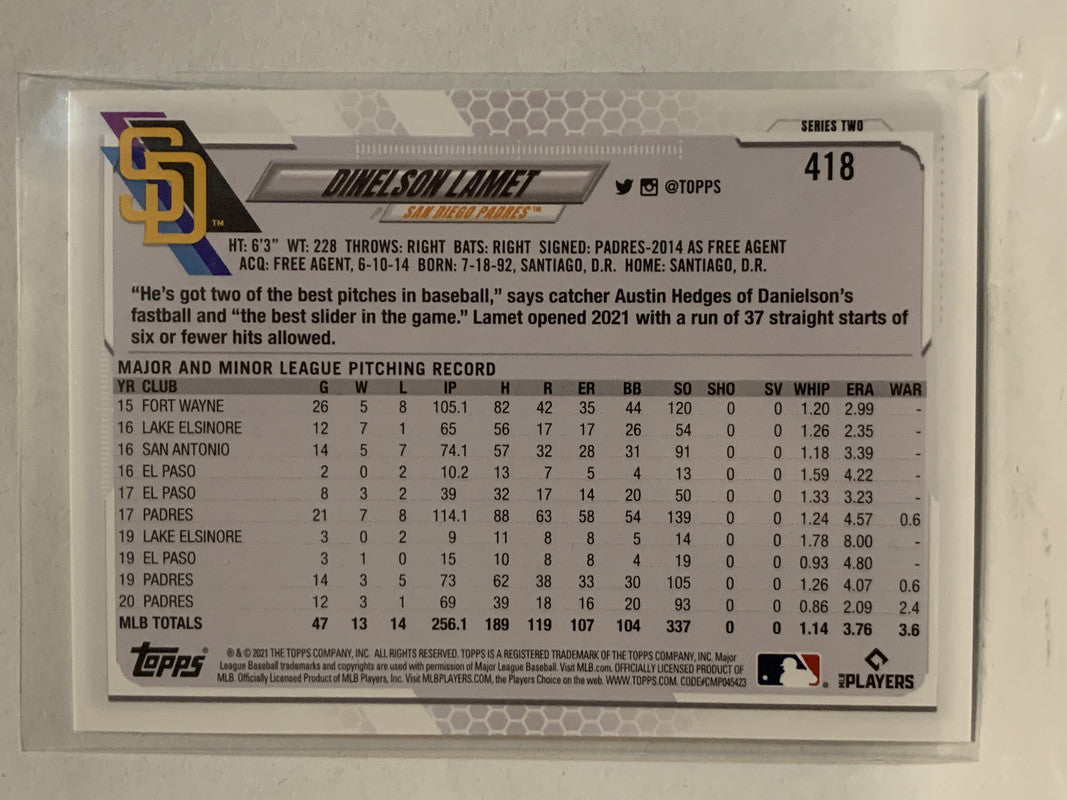 SERIES TWO
418
SD ™
DINELSON LAMET
@TOPPS
SAN DIEGO PADRES™
HT: 6'3" WT: 228 THROWS: RIGHT BATS: RIGHT SIGNED: PADRES-2014 AS FREE AGENT
ACQ: FREE AGENT, 6-10-14 BORN: 7-18-92, SANTIAGO, D.R. HOME: SANTIAGO, D.R.
“He’s got two of the best pitches in baseball,” says catcher Austin Hedges of Danielson’s
fastball and “the best slider in the game.” Lamet opened 2021 with a run of 37 straight starts of
six or fewer hits allowed.
MAJOR AND MINOR LEAGUE PITCHING RECORD
YR CLUB G W L IP H R ER BB SO SHO SV WHIP ERA WAR
15 FORT WAYNE 26 5 8 105.1 82 42 35 44 120 0 0 1.20 2.99 -
16 LAKE ELSINORE 12 7 1 65 56 17 17 26 54 0 0 1.26 2.35 -
16 SAN ANTONIO 14 5 7 74.1 57 32 28 31 91 0 0 1.18 3.39 -
16 EL PASO 2 0 2 10.2 13 7 5 4 13 0 0 1.59 4.22 -
17 EL PASO 8 3 2 39 32 17 14 20 50 0 0 1.33 3.23 -
17 PADRES 21 7 8 114.1 88 63 58 54 139 0 0 1.24 4.57 0.6
19 LAKE ELSINORE 3 0 2 9 11 8 8 5 14 0 0 1.78 8.00 -
19 EL PASO 3 1 0 15 10 8 8 4 19 0 0 0.93 4.80 -
19 PADRES 14 3 5 73 62 38 33 30 105 0 0 1.26 4.07 0.6
20 PADRES 12 3 1 69 39 18 16 20 93 0 0 0.86 2.09 2.4
MLB TOTALS 47 13 14 256.1 189 119 107 104 337 0 0 1.14 3.76 3.6
Topps®
® & © 2021 THE TOPPS COMPANY, INC. ALL RIGHTS RESERVED. TOPPS IS A REGISTERED TRADEMARK OF THE TOPPS COMPANY, INC. Major
League Baseball trademarks and copyrights are used with permission of Major League Baseball. Visit MLB.com. OFFICIALLY LICENSED PRODUCT OF
MLB. Officially Licensed Product of MLB Players, Inc. Visit MLBPLAYERS.COM, the Players Choice on the web. WWW.TOPPS.COM. CODE#CMP045423
®
MLB PLAYERS